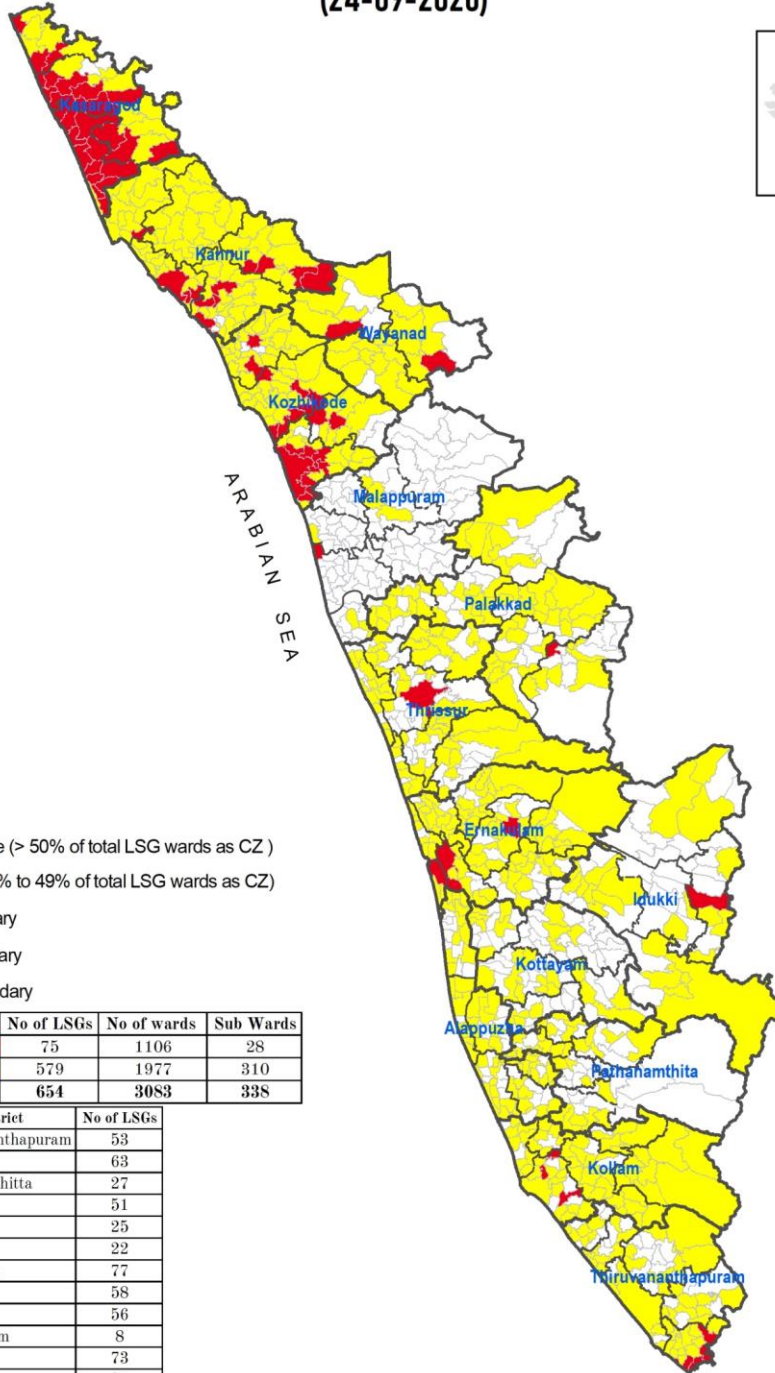 (24-09-2020)
Kasaragod
Kannur
Wayanad
Kozhikode
Malappuram
ARABIAN SEA
Palakkad
Thrissur
Ernakulam
Idukki
Kottayam
Alappuzha
Pathanamthita
Kollam
Thiruvananthapuram
(> 50% of total LSG wards as CZ )
% to 49% of total LSG wards as CZ)
No of LSGs No of wards Sub Wards
75 1106 28
579 1977 310
654 3083 338
No of LSGs
53
63
27
51
25
22
77
58
56
8
73